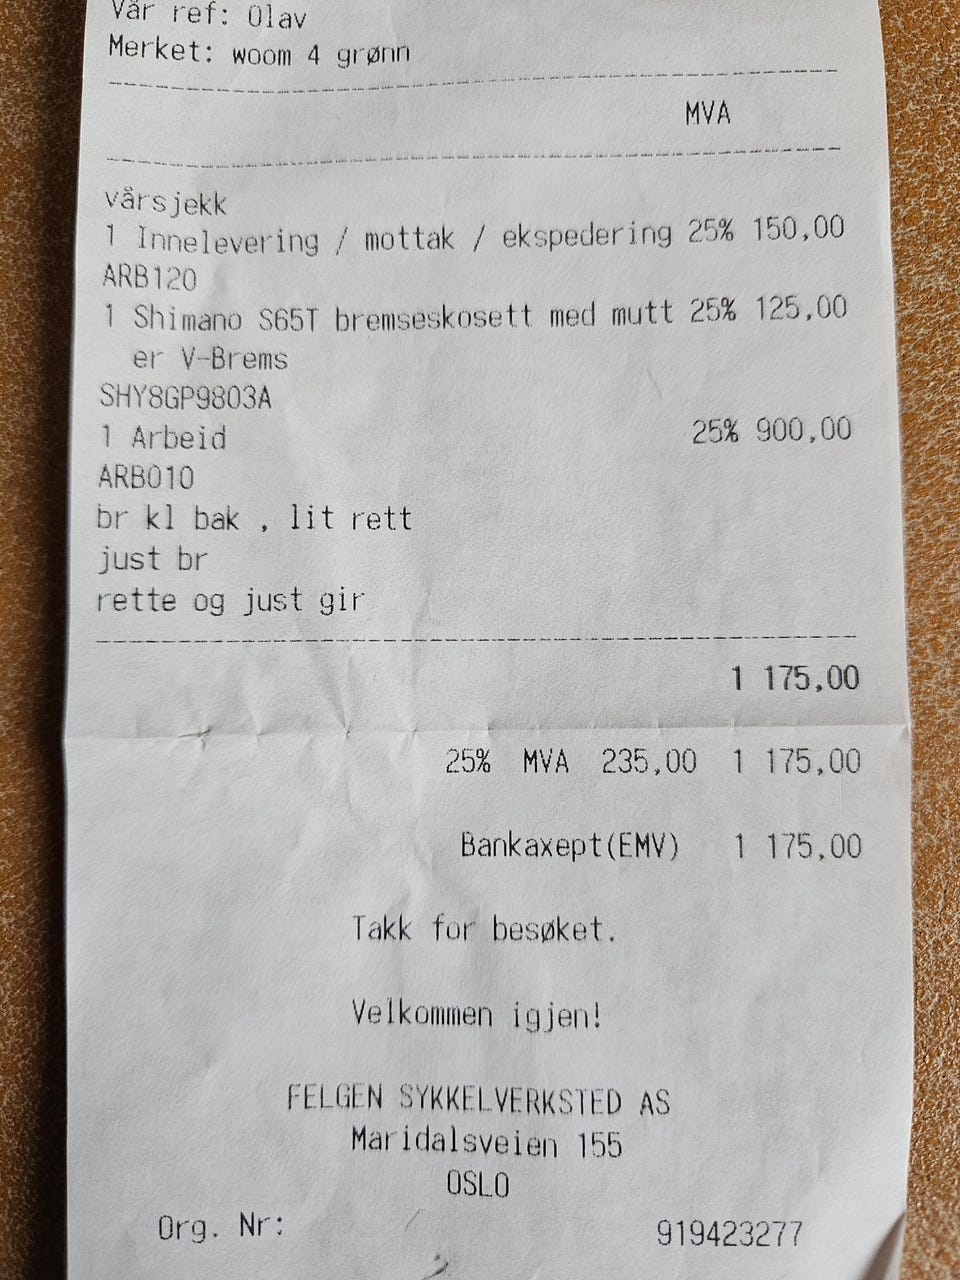 Vår ref: Olav
Merket: woom 4 grønn
MVA
vårsjekk
1 Innelevering / mottak / ekspedering 25% 150,00
ARB120
1 Shimano S65T bremseskosett med mutt 25% 125,00
er V-Brems
SHY8GP9803A
1 Arbeid 25% 900,00
ARB010
br kl bak , lit rett
just br
rette og just gir
1 175,00
25% MVA 235,00 1 175,00
Bankaxept(EMV) 1 175,00
Takk for besøket.
Velkommen igjen!
FELGEN SYKKELVERKSTED AS
Maridalsveien 155
OSLO
Org. Nr: 919423277